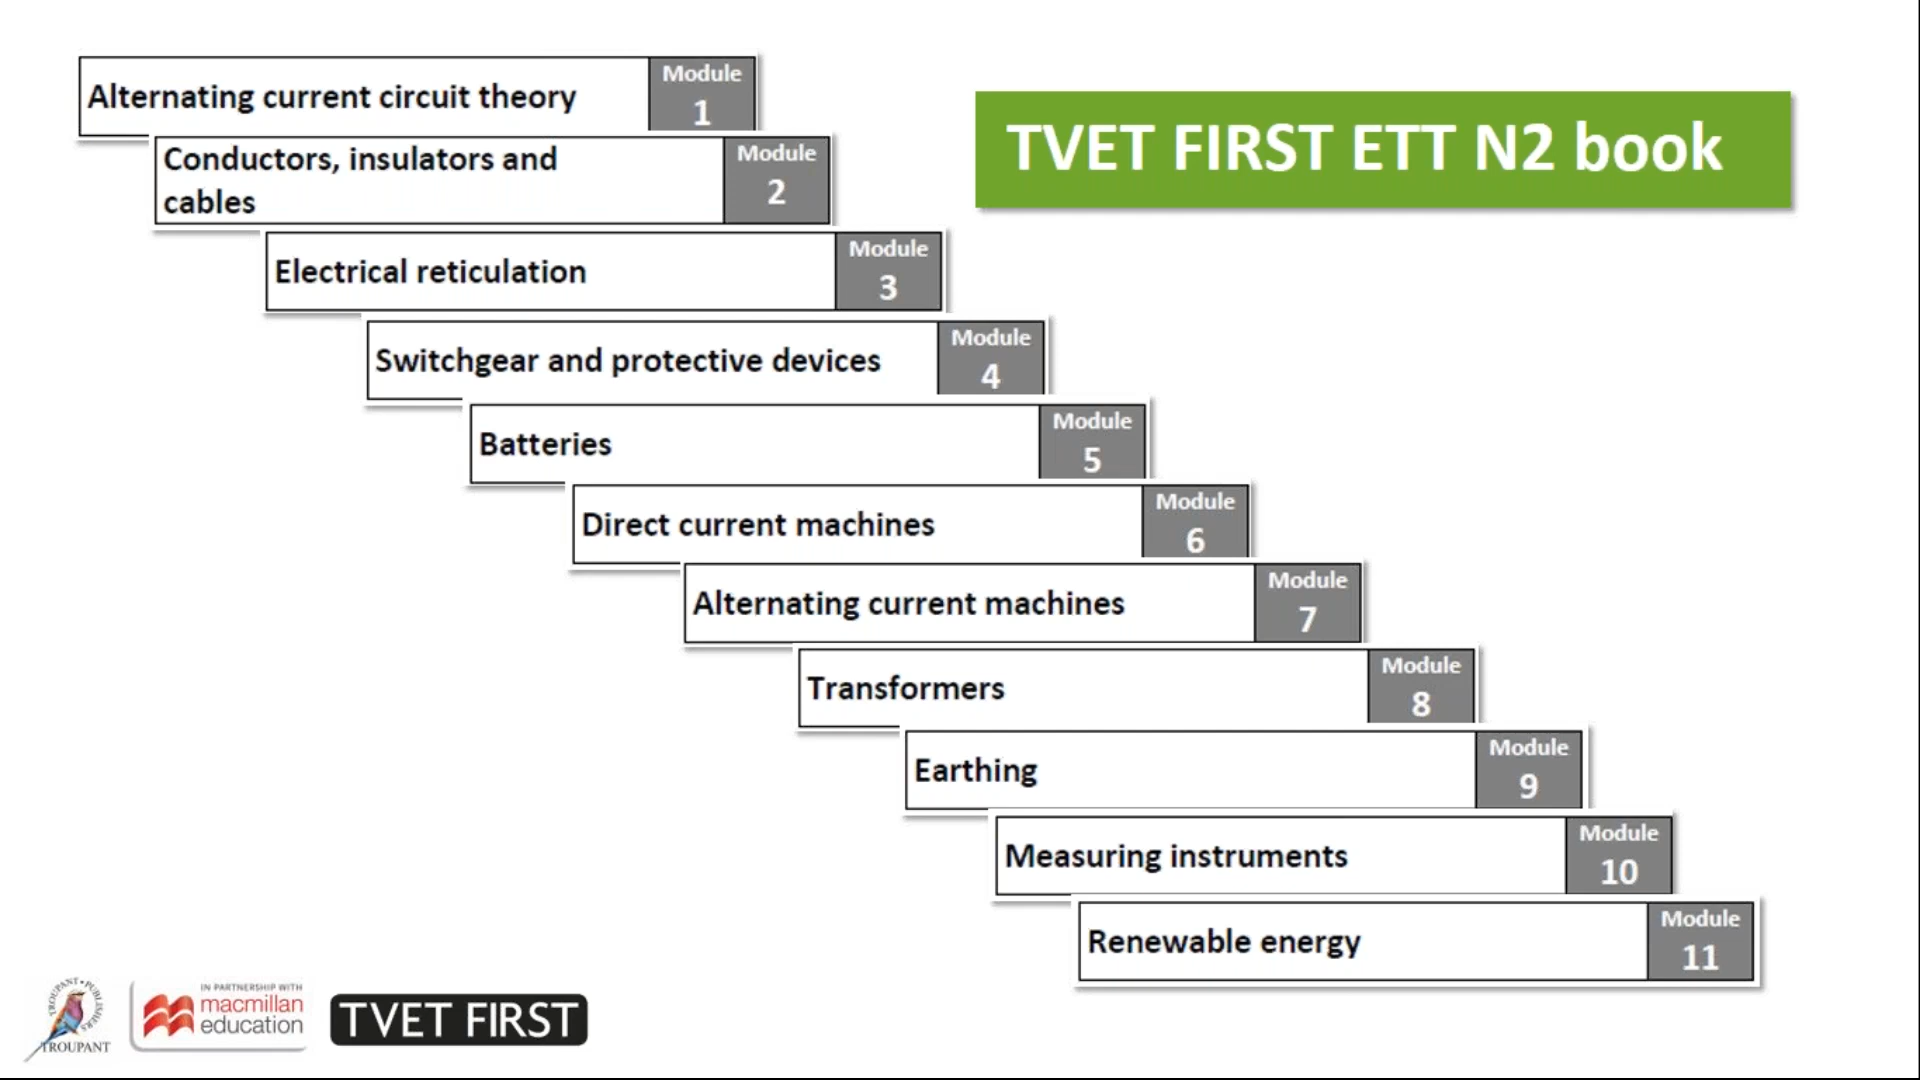 Alternating current circuit theory
Module
1
TVET FIRST ETT N2 book
Conductors, insulators and
cables
Module
2
Electrical reticulation
Module
3
Switchgear and protective devices
Module
4
Batteries
Module
5
Direct current machines
Module
6
Alternating current machines
Module
7
Transformers
Module
8
Earthing
Module
9
Measuring instruments
Module
10
Renewable energy
Module
11
TROUPANT • PUBLISHERS
TROUPANT
IN PARTNERSHIP WITH
macmillan
education
TVET FIRST